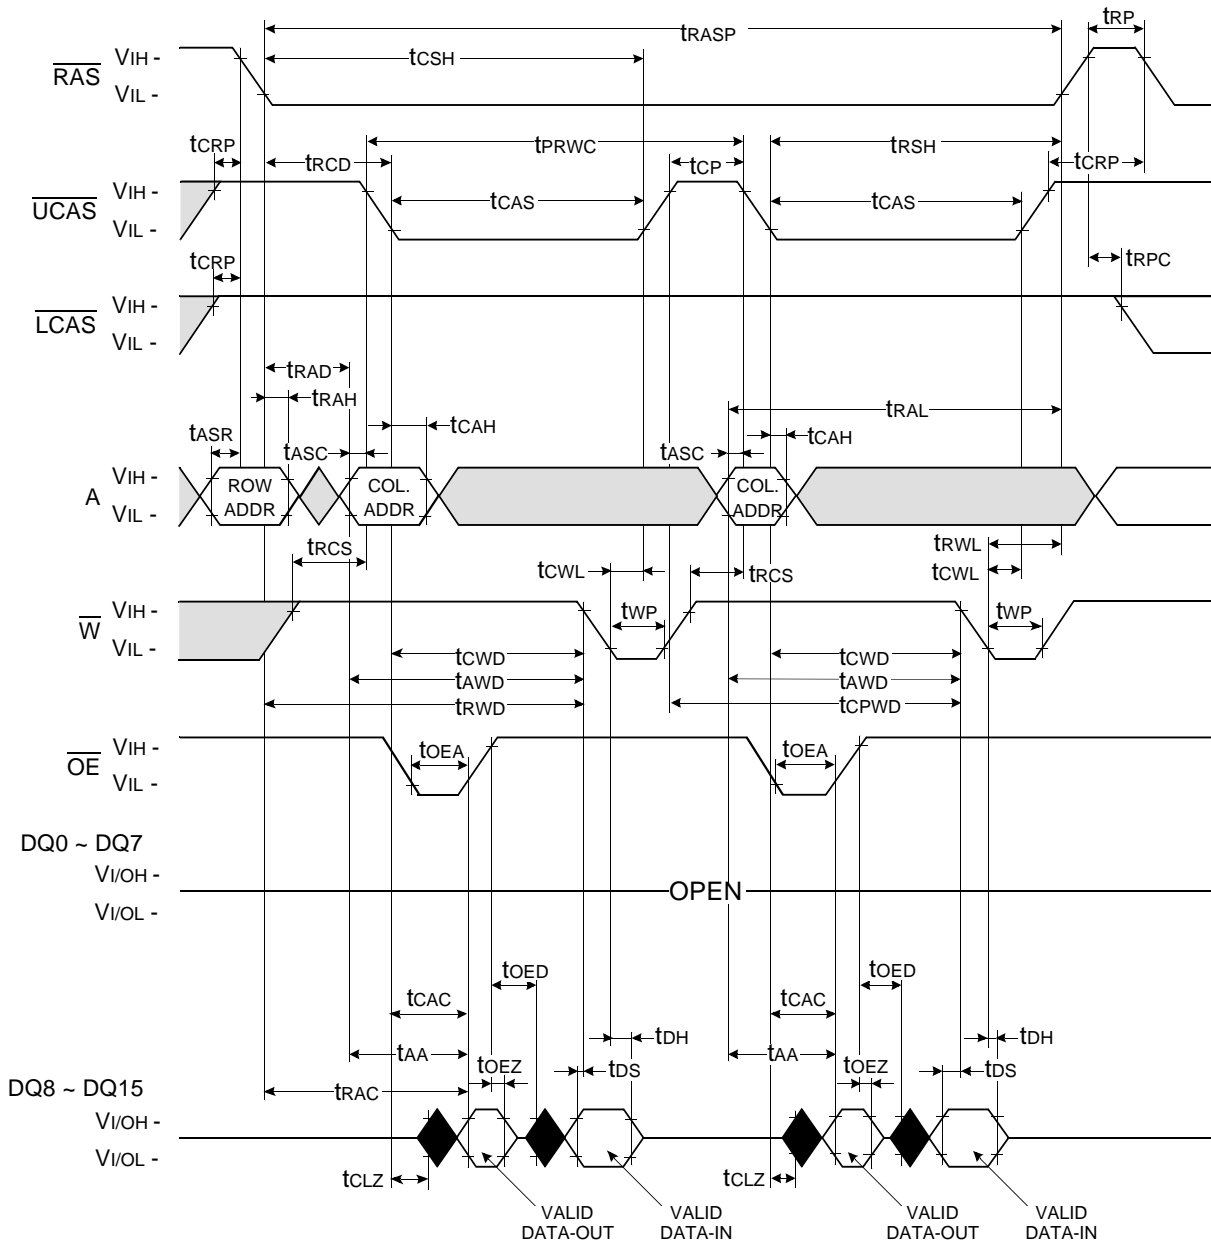 tRP
tRASP
tCSH
VIH -
RAS
VIL -
tCRP
tRCD
tPRWC
tCP
tRSH
tCRP
VIH -
UCAS
tCAS
tCAS
VIL -
tCRP
tRPC
VIH -
LCAS
VIL -
tRAD
tRAH
tRAL
tCAH
tCAH
tASR
tASC
tASC
VIH -
A
ROW
ADDR
COL.
ADDR
COL.
ADDR
VIL -
tRCS
tCWL
tRCS
tRWL
tCWL
VIH -
W
tWP
tWP
VIL -
tCWD
tCWD
tAWD
tAWD
tRWD
tCPWD
VIH -
OE
tOEA
tOEA
VIL -
DQ0 ~ DQ7
VI/OH -
OPEN
VI/OL -
tOED
tOED
tCAC
tCAC
tDH
tDH
tAA
tOEZ
tDS
tAA
tOEZ
tDS
DQ8 ~ DQ15
tRAC
VI/OH -
VI/OL -
tCLZ
tCLZ
VALID
DATA-OUT
VALID
DATA-IN
VALID
DATA-OUT
VALID
DATA-IN